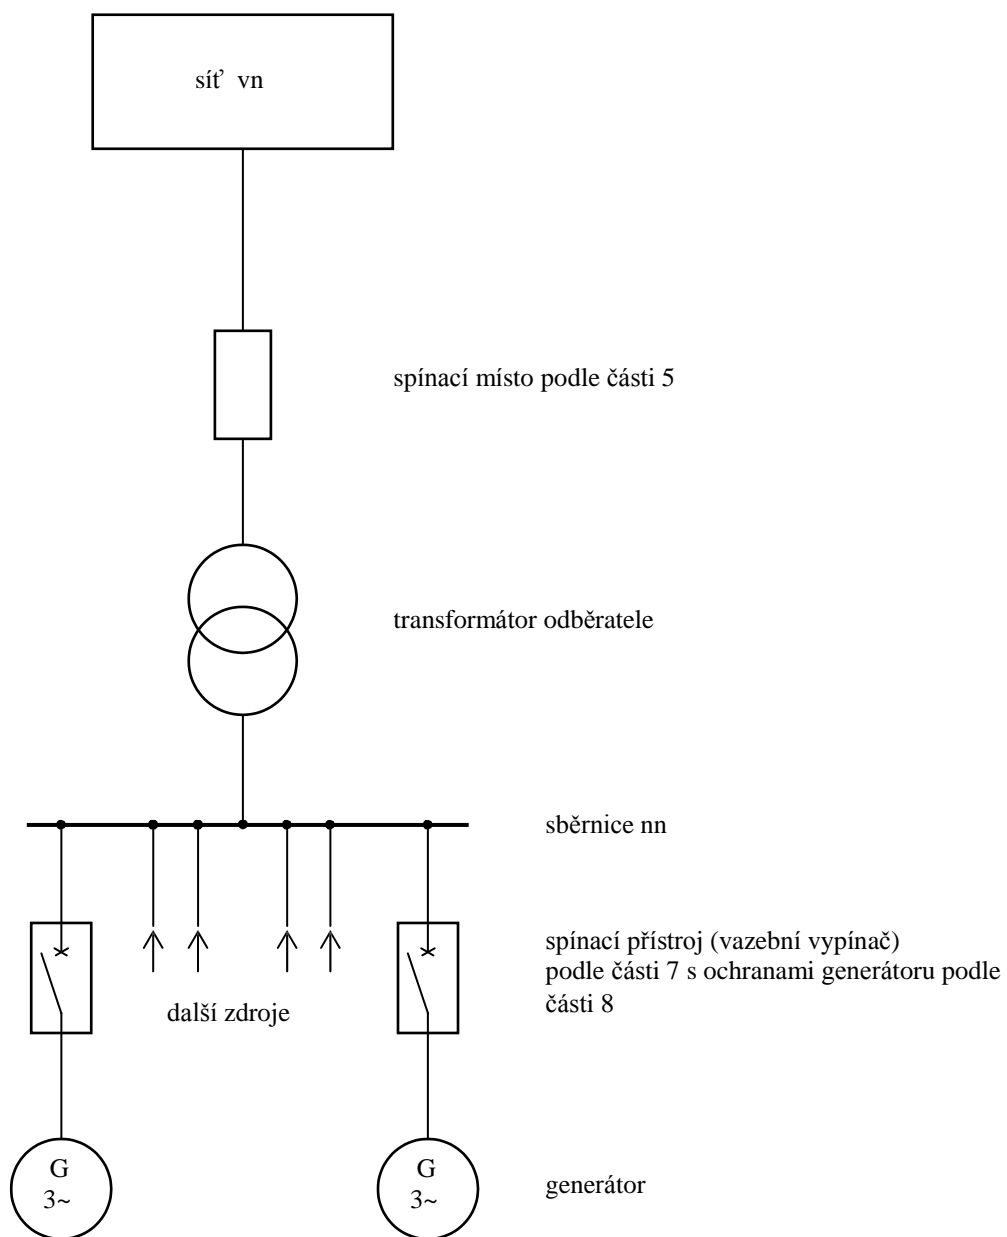 síť vn
spínací místo podle části 5
transformátor odběratele
sběrnice nn
spínací přístroj (vazební vypínač)
podle části 7 s ochranami generátoru podle
části 8
další zdroje
G
3~
G
3~
generátor